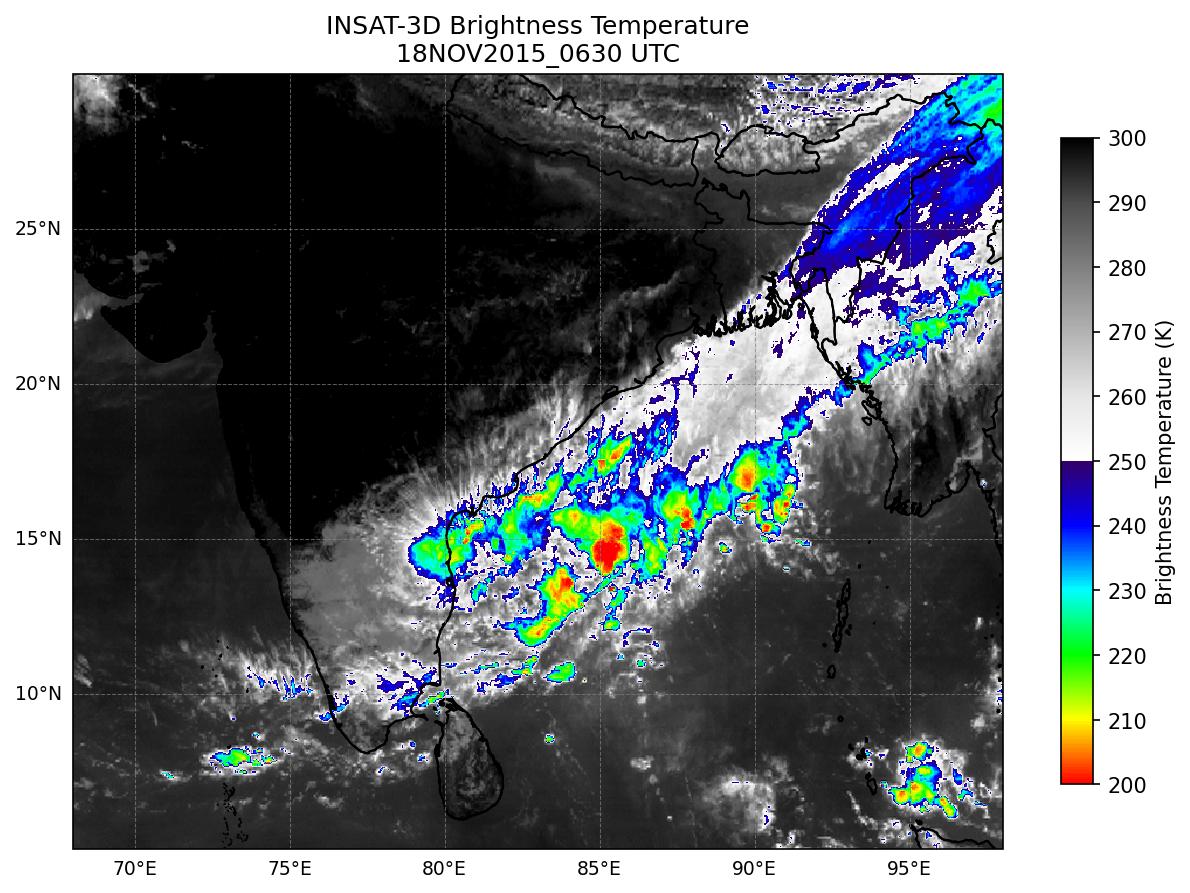 INSAT-3D Brightness Temperature
18NOV2015_0630 UTC
25°N
20°N
15°N
10°N
70°E
75°E
80°E
85°E
90°E
95°E
300
290
280
270
260
250
240
230
220
210
200
Brightness Temperature (K)